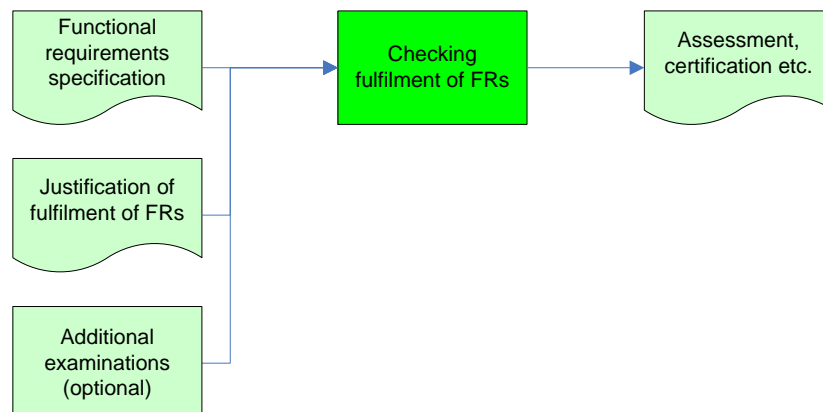 Functional
requirements
specification
Checking
fulfilment of FRs
Assessment,
certification etc.
Justification of
fulfilment of FRs
Additional
examinations
(optional)